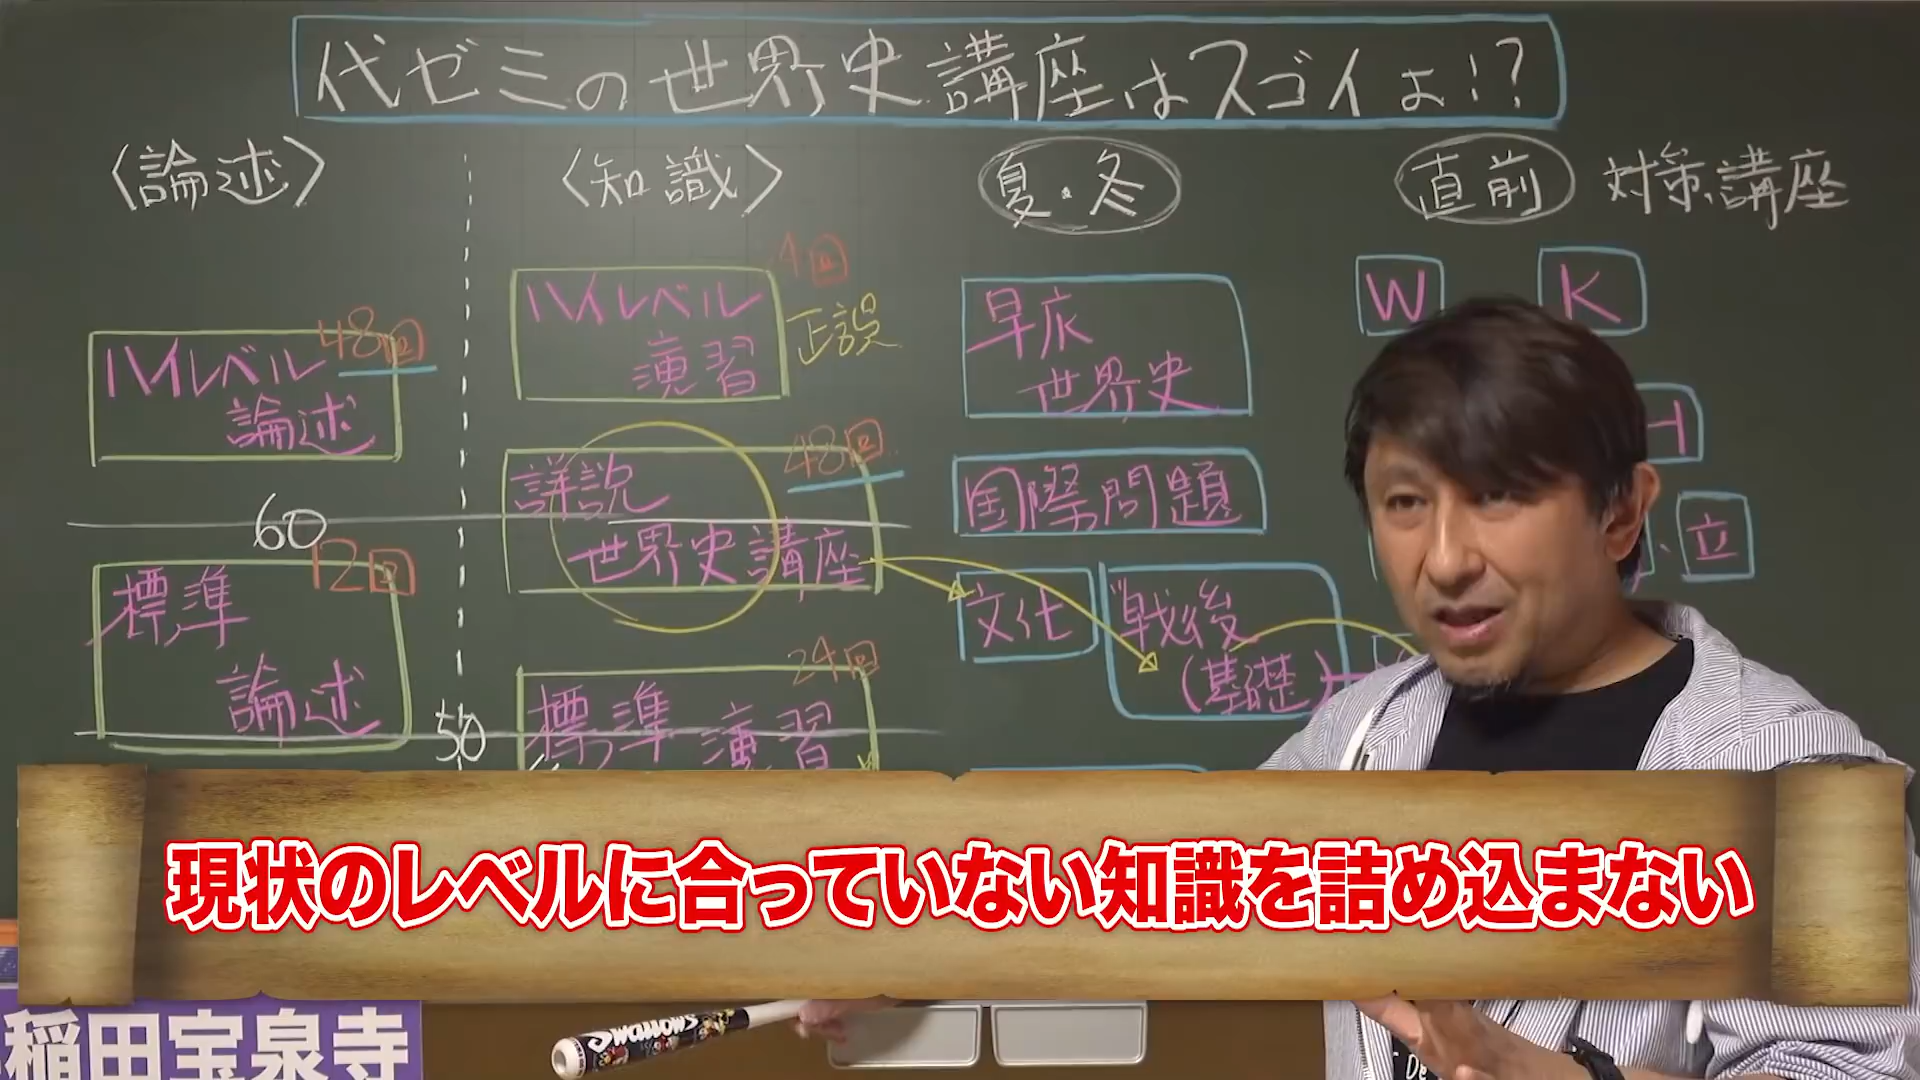 代ゼミの世界史講座はスゴイよ!?
〈論述〉
〈知識〉
夏・冬
直前 対策講座
ハイレベル
論述
48回
60
標準
論述
12回
50
ハイレベル
演習
4回
正誤
詳説
世界史講座
48回
標準演習
24回
早慶
世界史
国際問題
文化
戦後
(基礎)
W
K
立
現状のレベルに合っていない知識を詰め込まない
稲田宝泉寺
Swallows
De